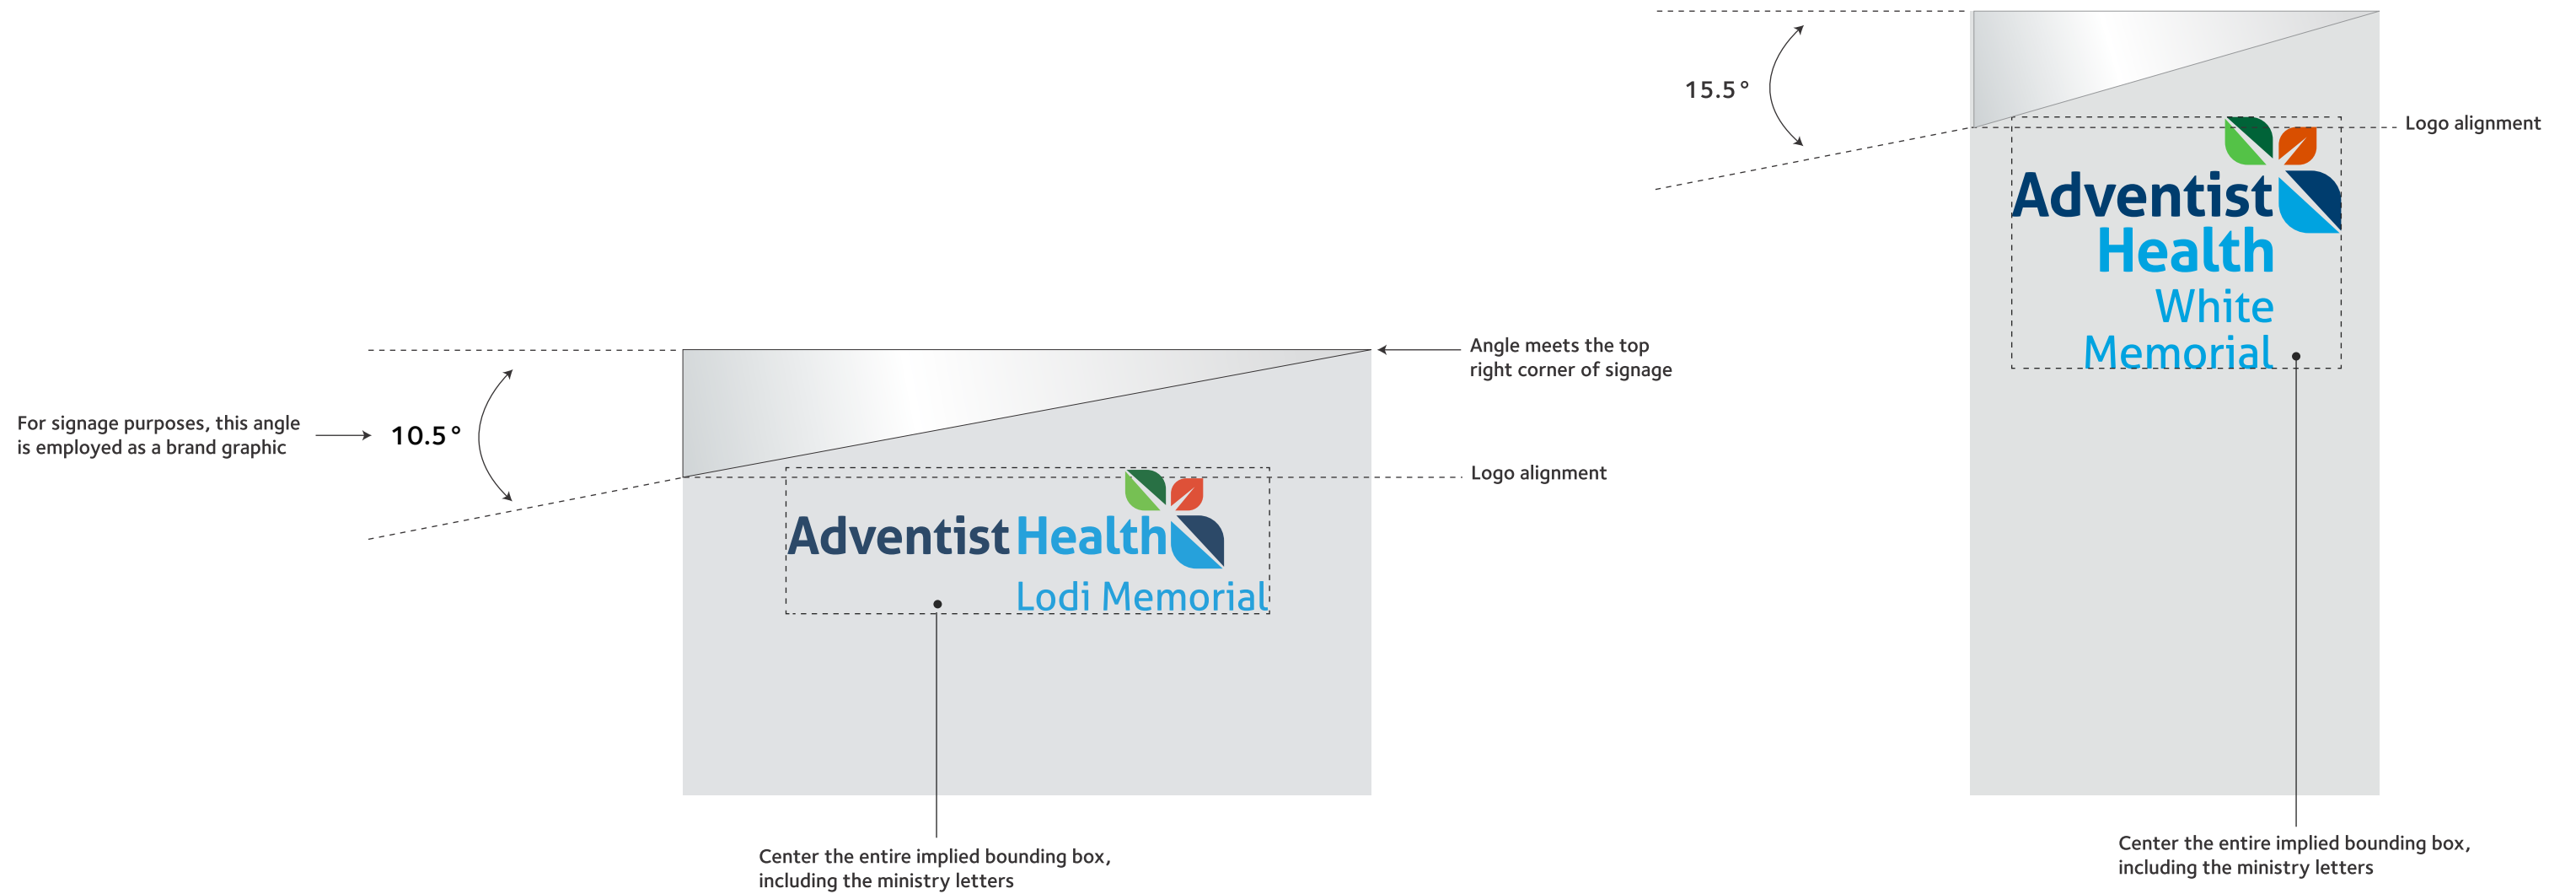 For signage purposes, this angle
is employed as a brand graphic
10.5°
Angle meets the top
right corner of signage
Logo alignment
Adventist Health
Lodi Memorial
Center the entire implied bounding box,
including the ministry letters
15.5°
Logo alignment
Adventist
Health
White
Memorial
Center the entire implied bounding box,
including the ministry letters